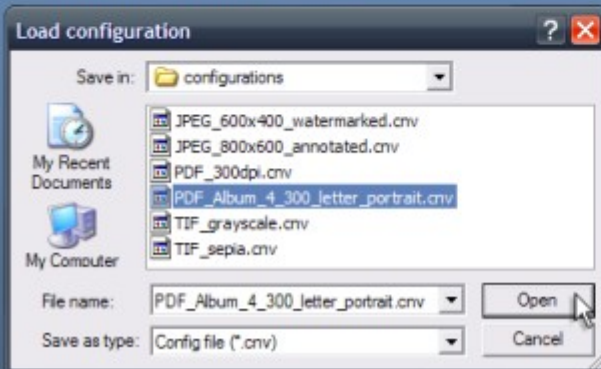 Load configuration
Save in: configurations
My Recent
Documents
My Computer
JPEG_600x400_watermarked.cnv
JPEG_800x600_annotated.cnv
PDF_300dpi.cnv
PDF_Album_4_300_letter_portrait.cnv
TIF_grayscale.cnv
TIF_sepia.cnv
File name: PDF_Album_4_300_letter_portrait.cnv Open
Save as type: Config file (*.cnv) Cancel